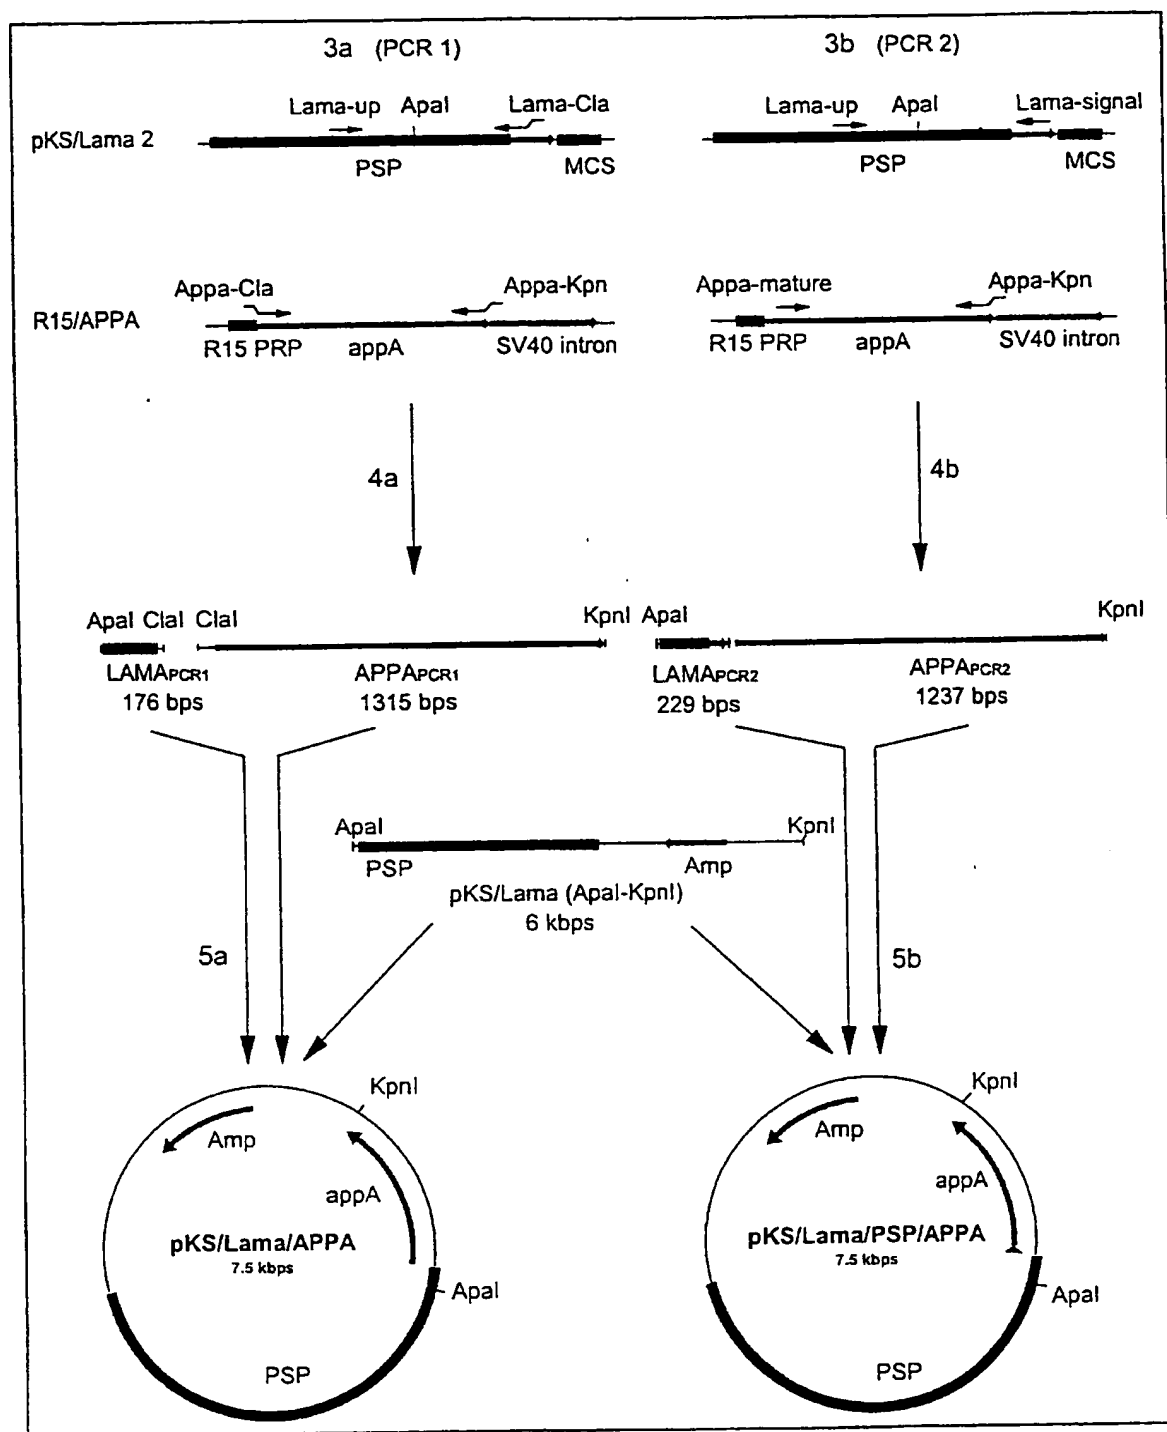 3a (PCR 1)
3b (PCR 2)
Lama-up ApaI Lama-Cla
Lama-up ApaI Lama-signal
pKS/Lama 2
PSP MCS
PSP MCS
Appa-Cla Appa-Kpn
Appa-mature Appa-Kpn
R15/APPA
R15 PRP appA SV40 intron
R15 PRP appA SV40 intron
4a
4b
ApaI ClaI ClaI KpnI
ApaI KpnI
LAMAPCR1 APPAPCR1
176 bps 1315 bps
LAMAPCR2 APPAPCR2
229 bps 1237 bps
ApaI KpnI
PSP Amp
pKS/Lama (ApaI-KpnI)
6 kbps
5a
5b
KpnI
Amp
appA
pKS/Lama/APPA
7.5 kbps
ApaI
PSP
KpnI
Amp
appA
pKS/Lama/PSP/APPA
7.5 kbps
ApaI
PSP